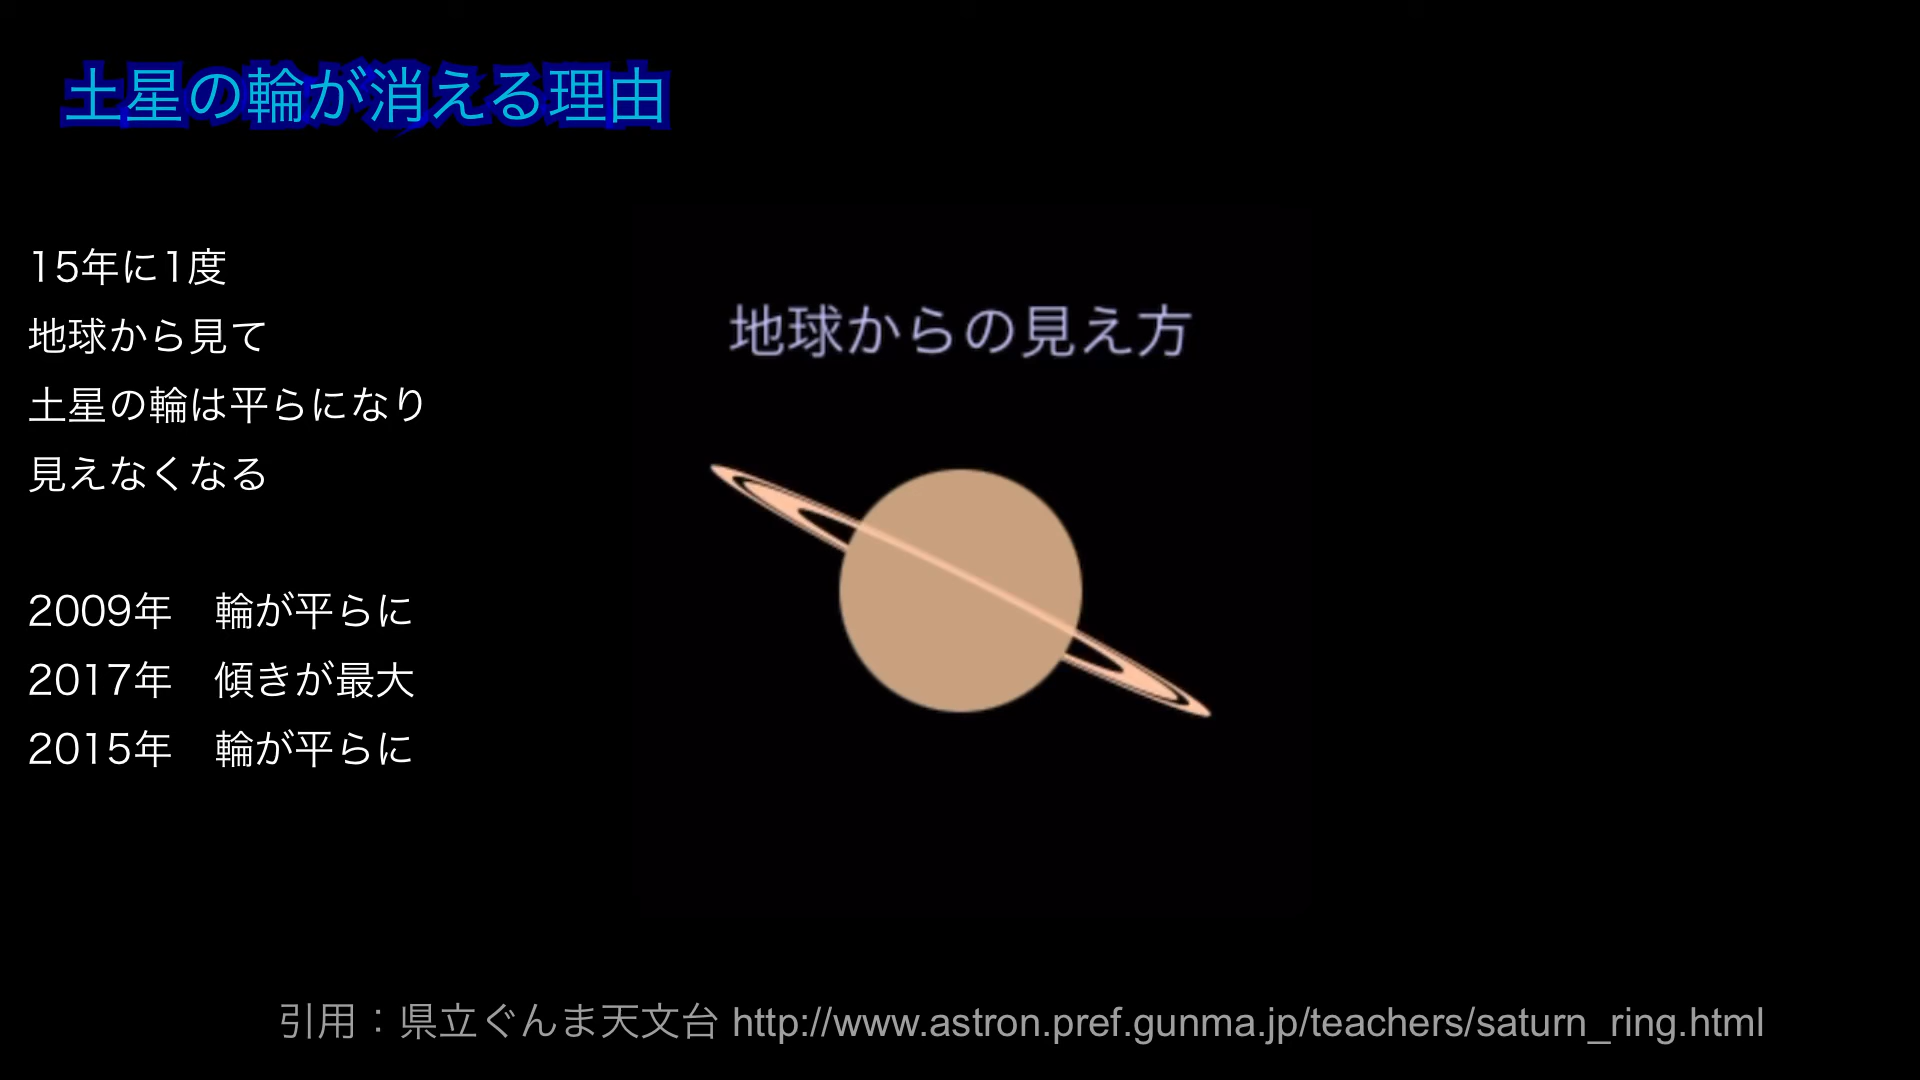 土星の輪が消える理由
15年に1度
地球から見て
土星の輪は平らになり
見えなくなる
2009年　輪が平らに
2017年　傾きが最大
2015年　輪が平らに
地球からの見え方
引用：県立ぐんま天文台 http://www.astron.pref.gunma.jp/teachers/saturn_ring.html